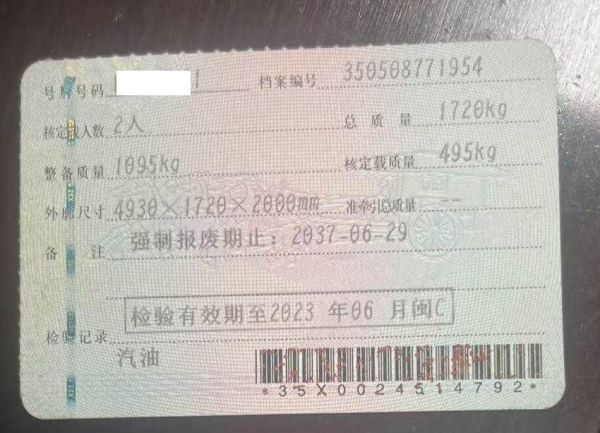 号牌号码 1 档案编号 350508771954
核定载人数 2人 总质量 1720kg
整备质量 1095kg 核定载质量 495kg
外廓尺寸 4930×1720×2000mm 准牵引总质量 --
备注 强制报废期止：2037-06-29
检验有效期至2023 年06 月闽C
检验记录
汽油
*35X0024514792*